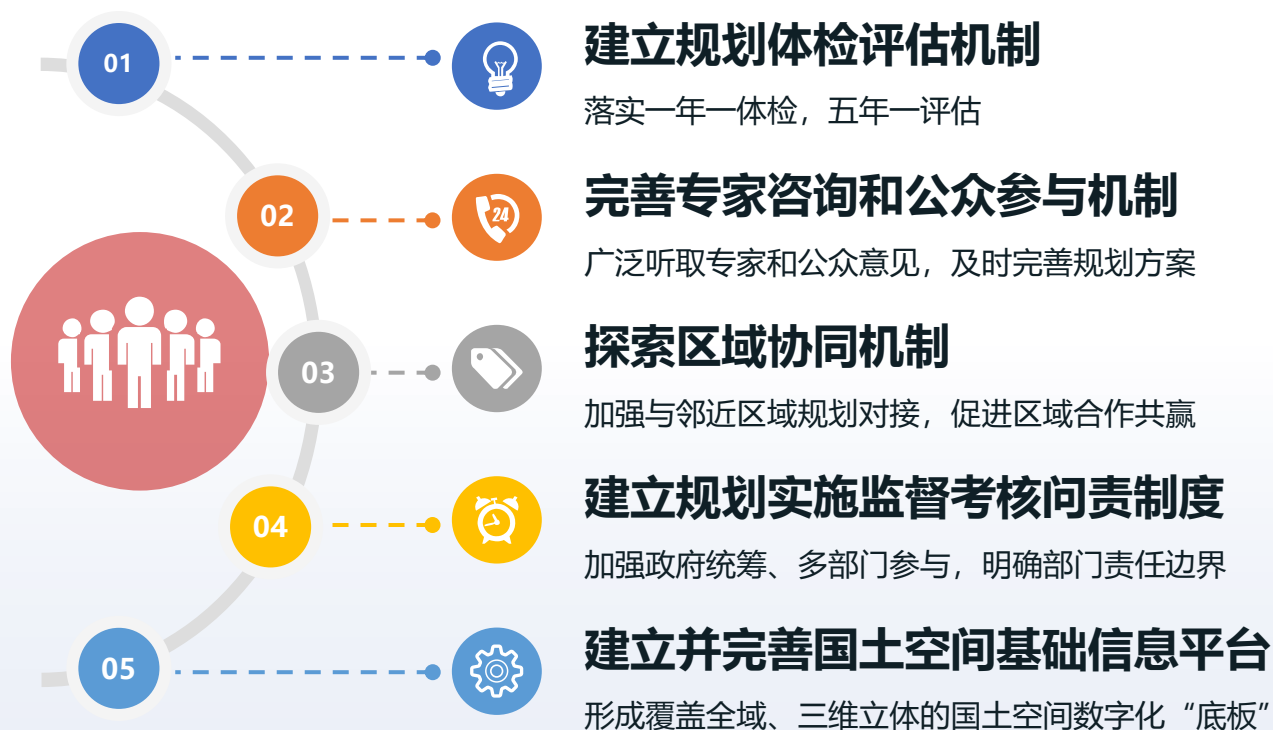 01
建立规划体检评估机制
落实一年一体检，五年一评估
02
24
完善专家咨询和公众参与机制
广泛听取专家和公众意见，及时完善规划方案
03
探索区域协同机制
加强与邻近区域规划对接，促进区域合作共赢
04
建立规划实施监督考核问责制度
加强政府统筹、多部门参与，明确部门责任边界
05
建立并完善国土空间基础信息平台
形成覆盖全域、三维立体的国土空间数字化“底板”